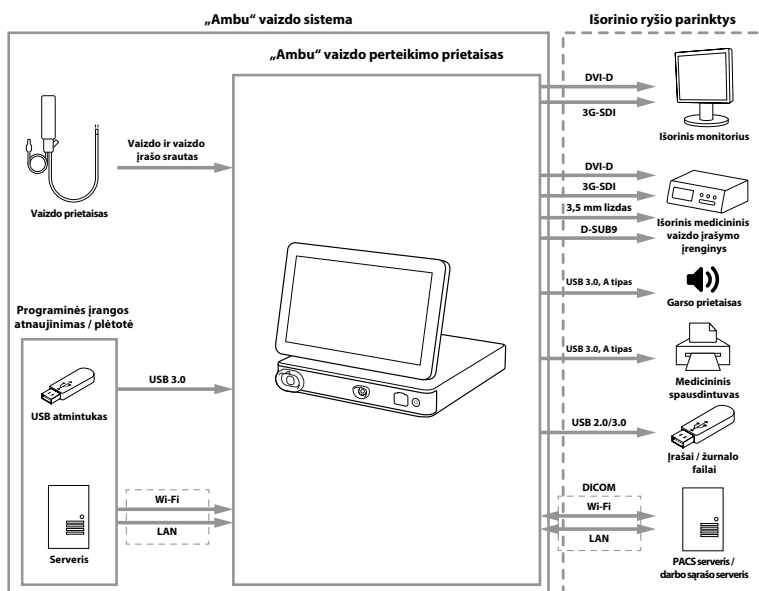 „Ambu“ vaizdo sistema
Išorinio ryšio parinktys
„Ambu“ vaizdo perteikimo prietaisas
Vaizdo ir vaizdo
įrašo srautas
Vaizdo prietaisas
Programinės įrangos
atnaujinimas / plėtotė
USB 3.0
USB atmintukas
Wi-Fi
LAN
Serveris
DVI-D
3G-SDI
Išorinis monitorius
DVI-D
3G-SDI
3,5 mm lizdas
D-SUB9
Išorinis medicininis
vaizdo įrašymo
įrenginys
USB 3.0, A tipas
Garso prietaisas
USB 3.0, A tipas
Medicininis
spausdintuvas
USB 2.0/3.0
Įrašai / žurnalo
failai
DICOM
Wi-Fi
LAN
PACS serveris /
darbo sąrašo serveris